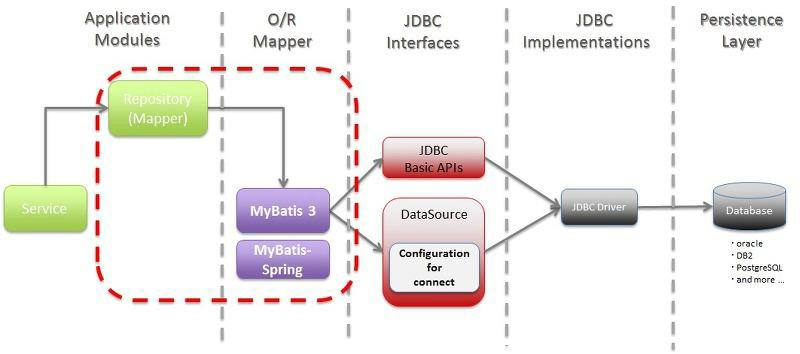 Application
Modules
O/R
Mapper
JDBC
Interfaces
JDBC
Implementations
Persistence
Layer
Repository
(Mapper)
Service
MyBatis 3
MyBatis-
Spring
JDBC
Basic APIs
DataSource
Configuration
for
connect
JDBC Driver
Database
・oracle
・DB2
・PostgreSQL
・and more ...